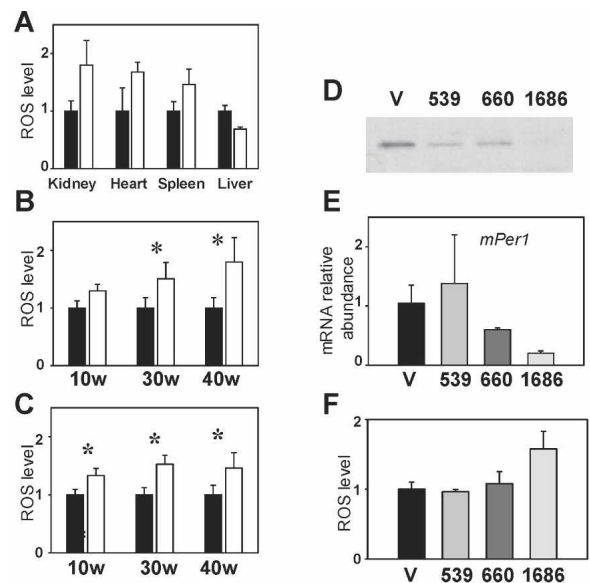 A
ROS level
2
1
0
Kidney Heart Spleen Liver
B
ROS level
2
1
0
* *
10w 30w 40w
C
ROS level
2
1
0
* * *
10w 30w 40w
D
V 539 660 1686
E
mRNA relative
abundance
2
1
0
mPer1
V 539 660 1686
F
ROS level
2
1
0
V 539 660 1686